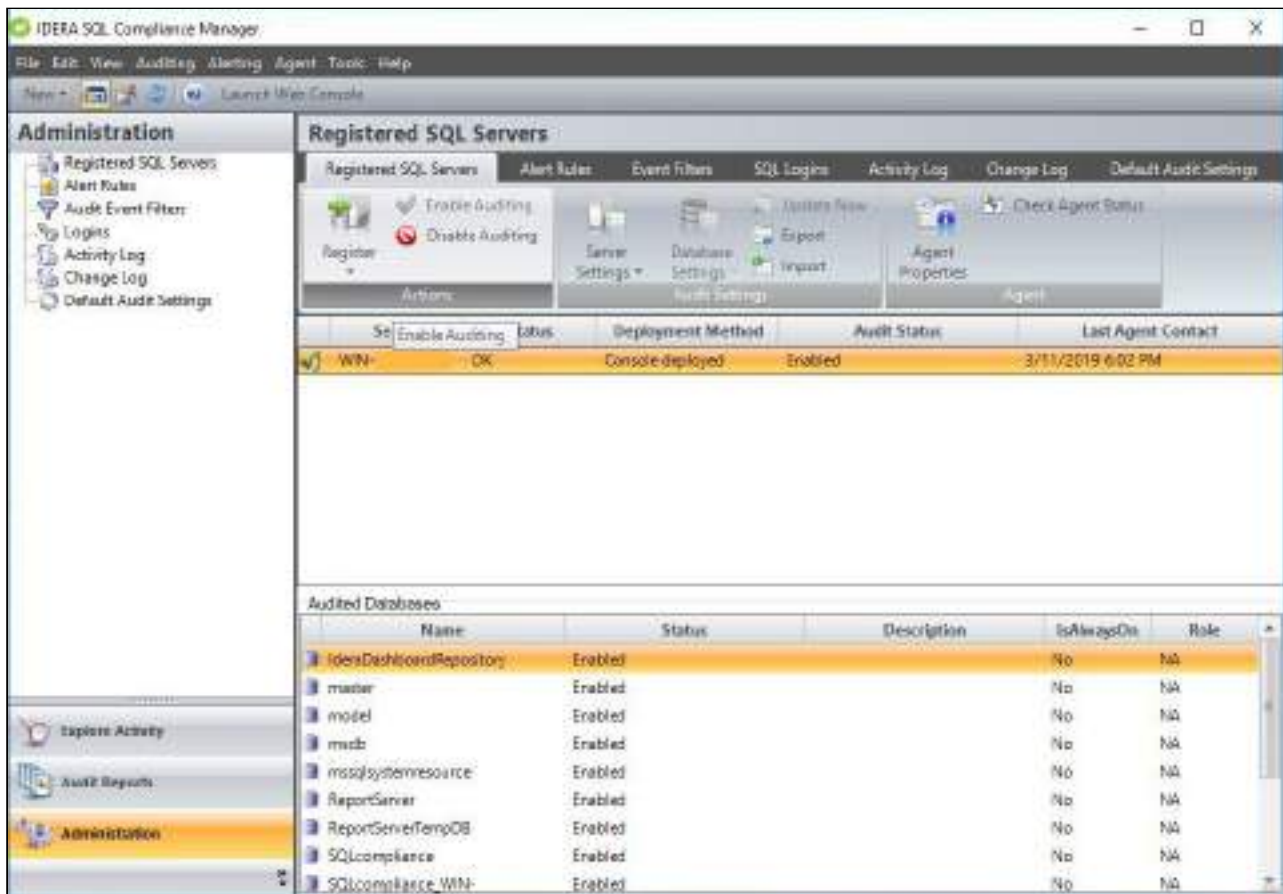 IDERA SQL Compliance Manager
File Edit View Auditing Alerting Agent Tools Help
New Launch Web Console
Administration
Registered SQL Servers
Alert Rules
Audit Event Filters
Logins
Activity Log
Change Log
Default Audit Settings
Explore Activity
Audit Reports
Administration
Registered SQL Servers
Registered SQL Servers Alert Rules Event Filters SQL Logins Activity Log Change Log Default Audit Settings
Register
Enable Auditing
Disable Auditing
Actions
Server Settings
Database Settings
Update Now
Export
Import
Audit Settings
Agent Properties
Check Agent Status
Agent
Enable Auditing
Deployment Method Audit Status Last Agent Contact
WIN- OK Console deployed Enabled 3/11/2019 6:02 PM
Audited Databases
Name Status Description IsAlwaysOn Role
IderaDashboardRepository Enabled No NA
master Enabled No NA
model Enabled No NA
msdb Enabled No NA
mssqlsystemresource Enabled No NA
ReportServer Enabled No NA
ReportServerTempDB Enabled No NA
SQLcompliance Enabled No NA
SQLcompliance_WIN- Enabled No NA